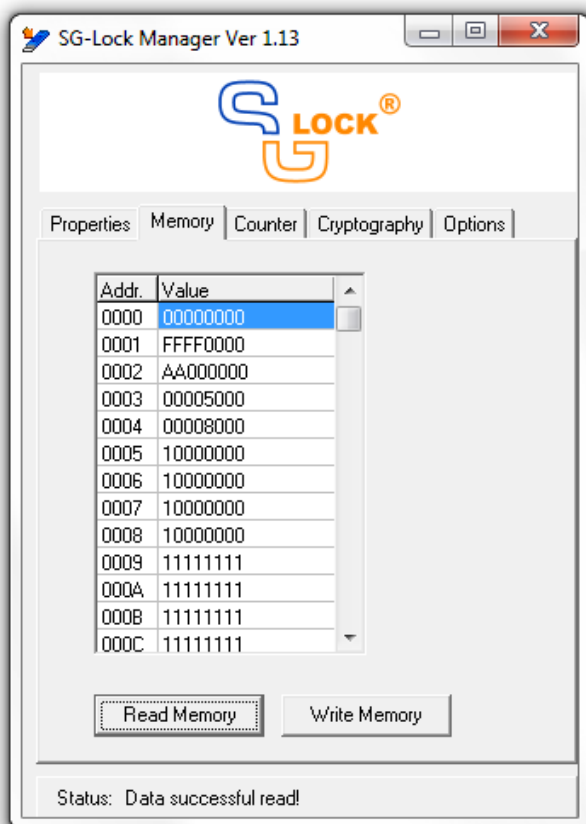 SG-Lock Manager Ver 1.13
SG LOCK®
Properties Memory Counter Cryptography Options
Addr. Value
0000 00000000
0001 FFFF0000
0002 AA000000
0003 00005000
0004 00008000
0005 10000000
0006 10000000
0007 10000000
0008 10000000
0009 11111111
000A 11111111
000B 11111111
000C 11111111
Read Memory Write Memory
Status: Data successful read!